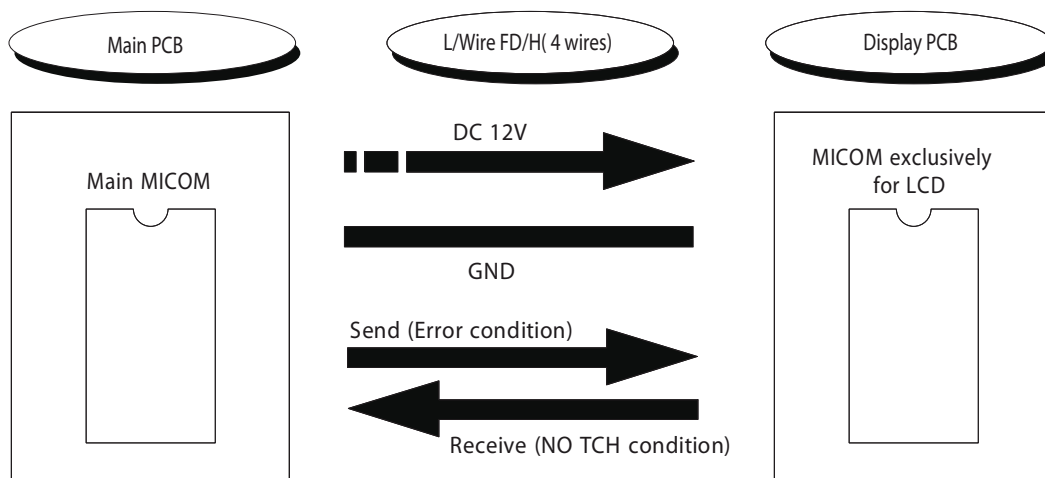 Main PCB
L/Wire FD/H( 4 wires)
Display PCB
Main MICOM
DC 12V
GND
Send (Error condition)
Receive (NO TCH condition)
MICOM exclusively
for LCD